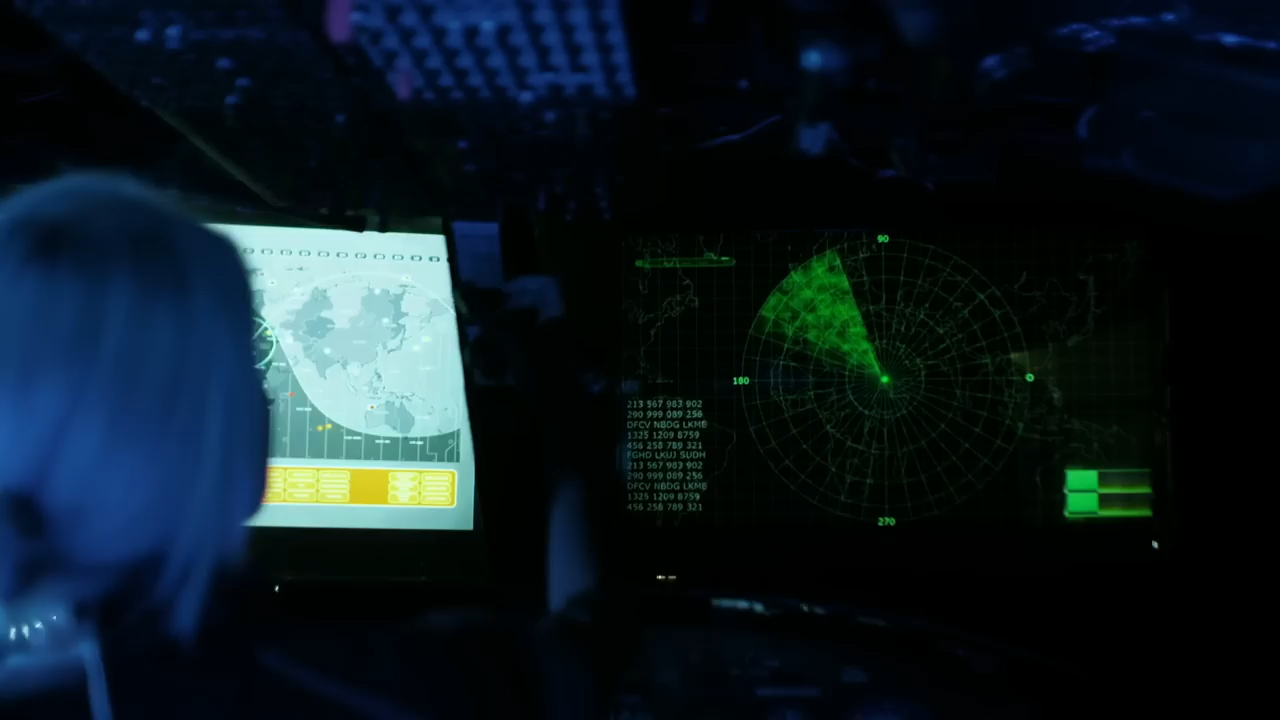 90
180
0
213 567 983 902
290 999 089 256
DFCV NBDG LKME
1325 1209 8759
456 258 789 321
FGHD LKUJ SUDH
213 567 983 902
290 999 089 256
DFCV NBDG LKME
1325 1209 8759
456 258 789 321
270